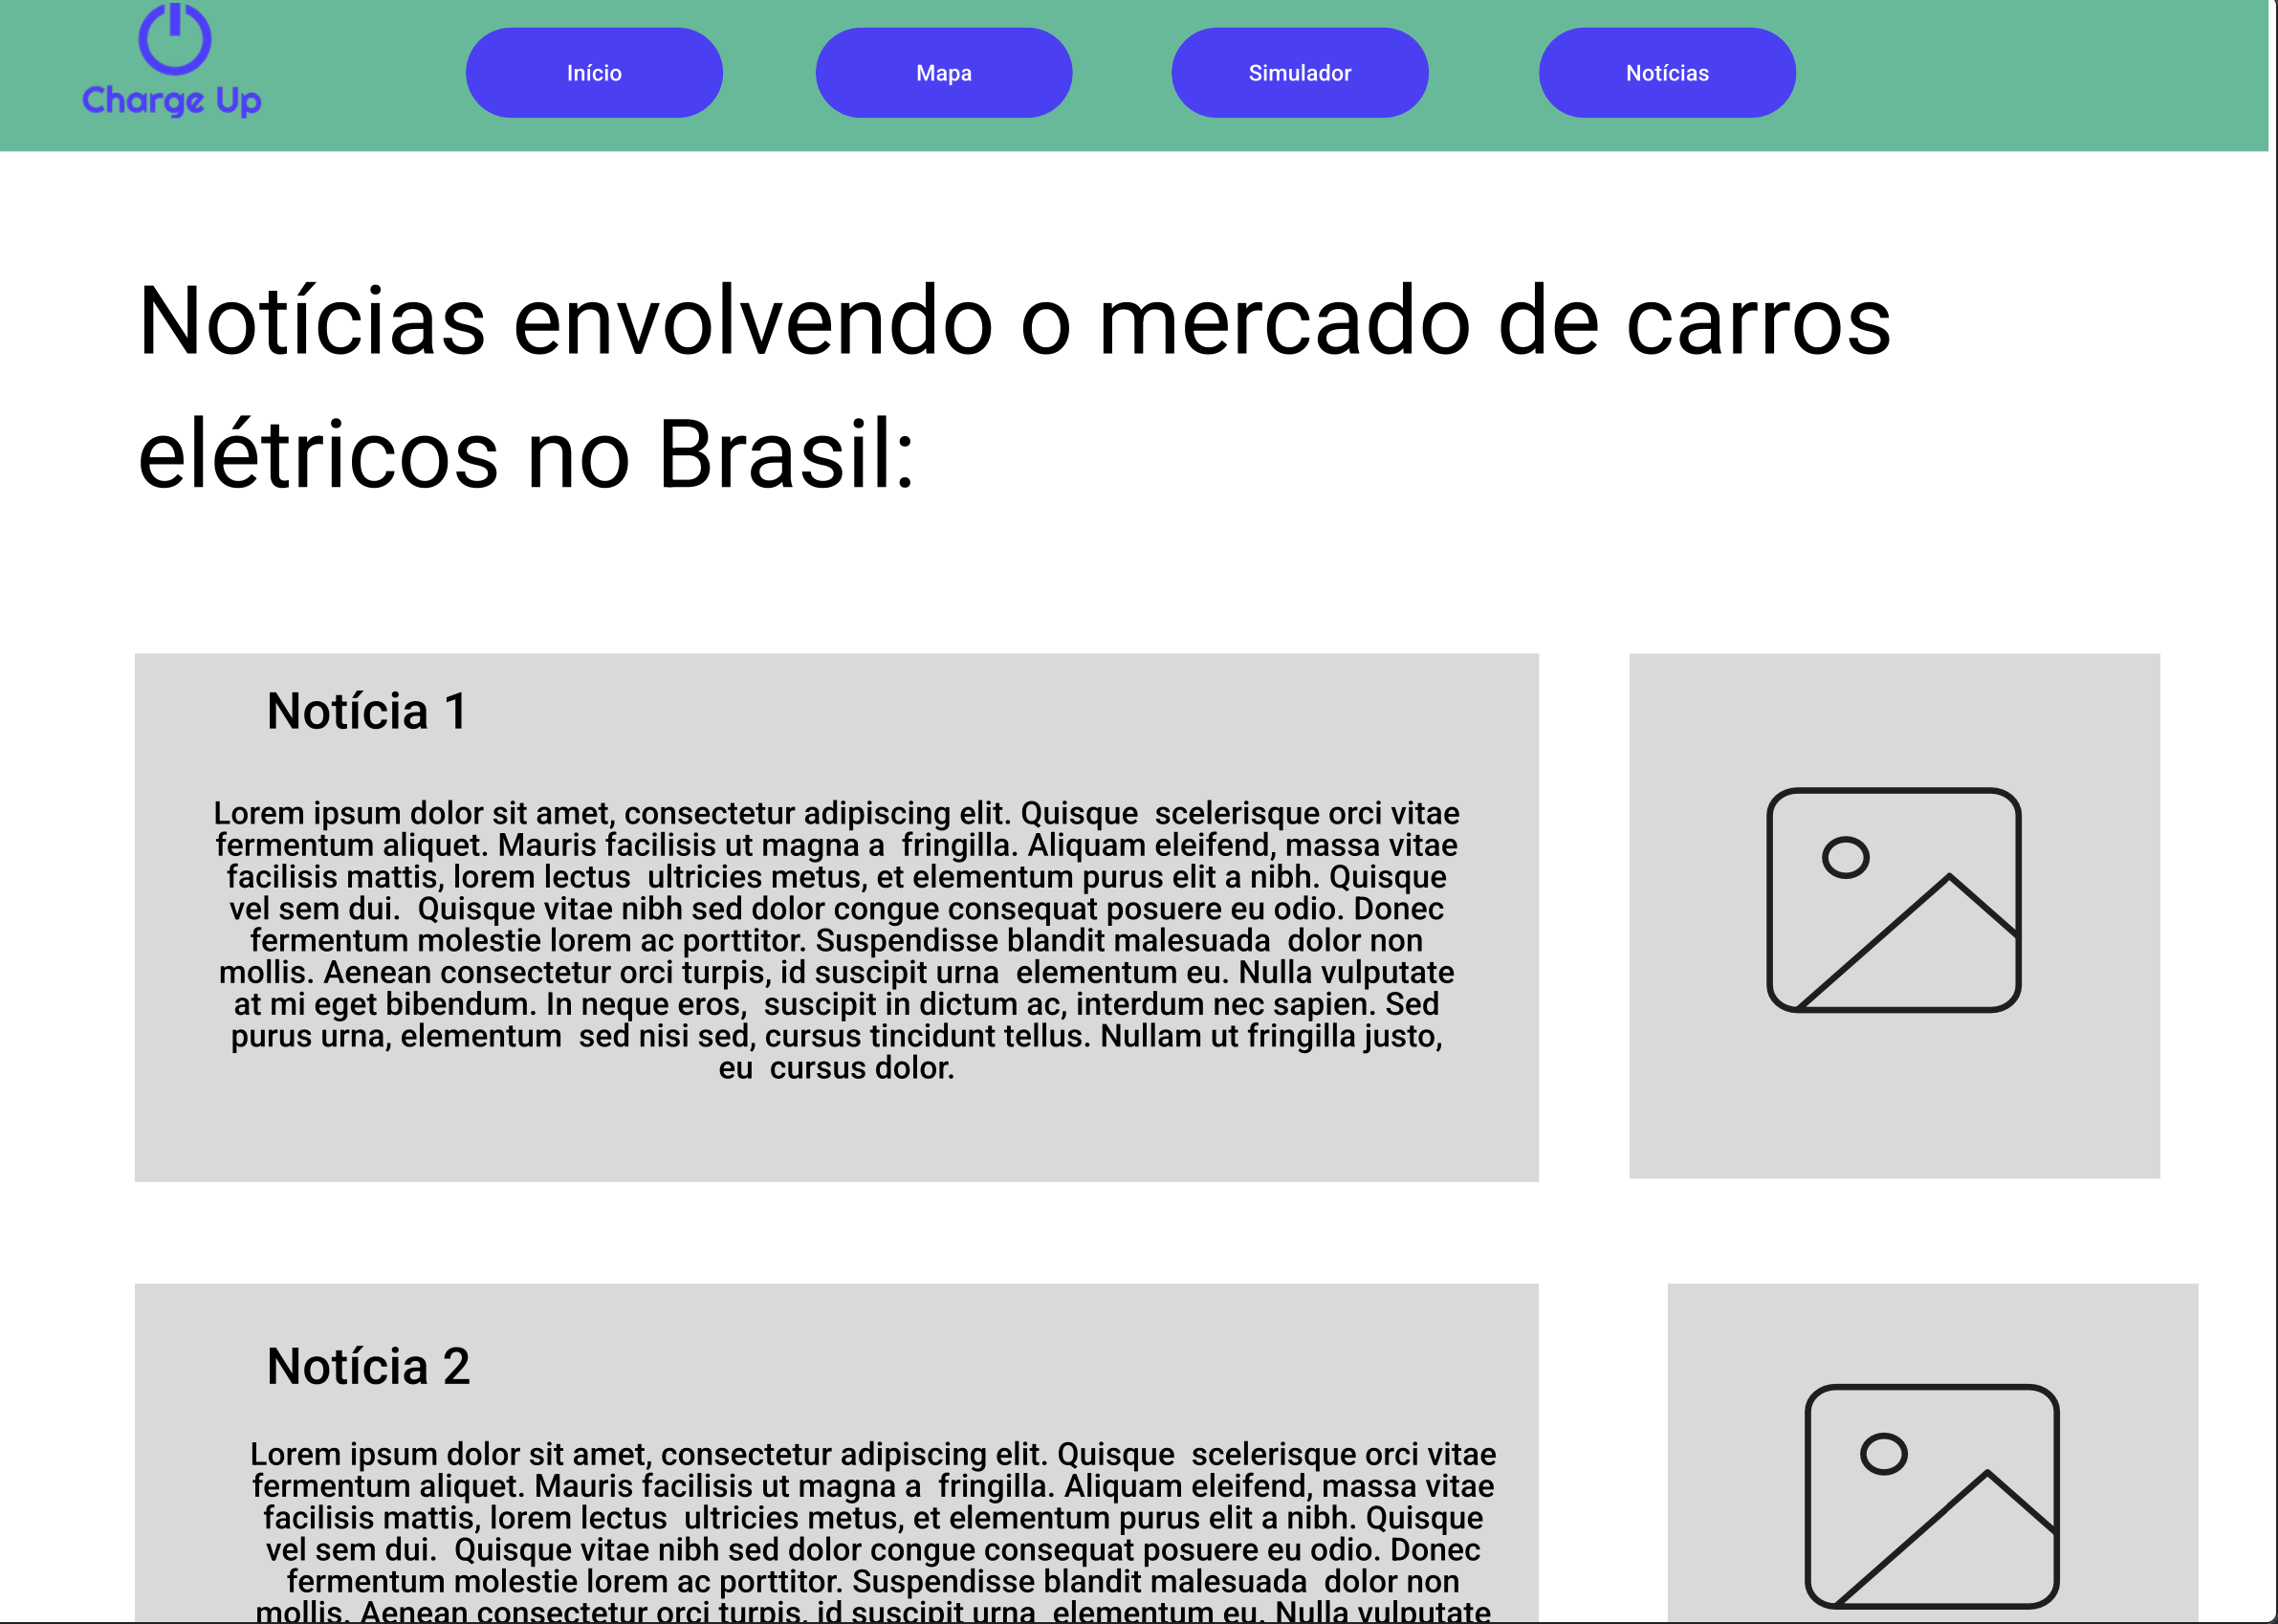 Charge Up
Início
Mapa
Simulador
Notícias
Notícias envolvendo o mercado de carros
elétricos no Brasil:
Notícia 1
Lorem ipsum dolor sit amet, consectetur adipiscing elit. Quisque  scelerisque orci vitae
fermentum aliquet. Mauris facilisis ut magna a  fringilla. Aliquam eleifend, massa vitae
facilisis mattis, lorem lectus  ultricies metus, et elementum purus elit a nibh. Quisque
vel sem dui.  Quisque vitae nibh sed dolor congue consequat posuere eu odio. Donec
fermentum molestie lorem ac porttitor. Suspendisse blandit malesuada  dolor non
mollis. Aenean consectetur orci turpis, id suscipit urna  elementum eu. Nulla vulputate
at mi eget bibendum. In neque eros,  suscipit in dictum ac, interdum nec sapien. Sed
purus urna, elementum  sed nisi sed, cursus tincidunt tellus. Nullam ut fringilla justo,
eu  cursus dolor.
Notícia 2
Lorem ipsum dolor sit amet, consectetur adipiscing elit. Quisque  scelerisque orci vitae
fermentum aliquet. Mauris facilisis ut magna a  fringilla. Aliquam eleifend, massa vitae
facilisis mattis, lorem lectus  ultricies metus, et elementum purus elit a nibh. Quisque
vel sem dui.  Quisque vitae nibh sed dolor congue consequat posuere eu odio. Donec
fermentum molestie lorem ac porttitor. Suspendisse blandit malesuada  dolor non
mollis. Aenean consectetur orci turpis, id suscipit urna  elementum eu. Nulla vulputate